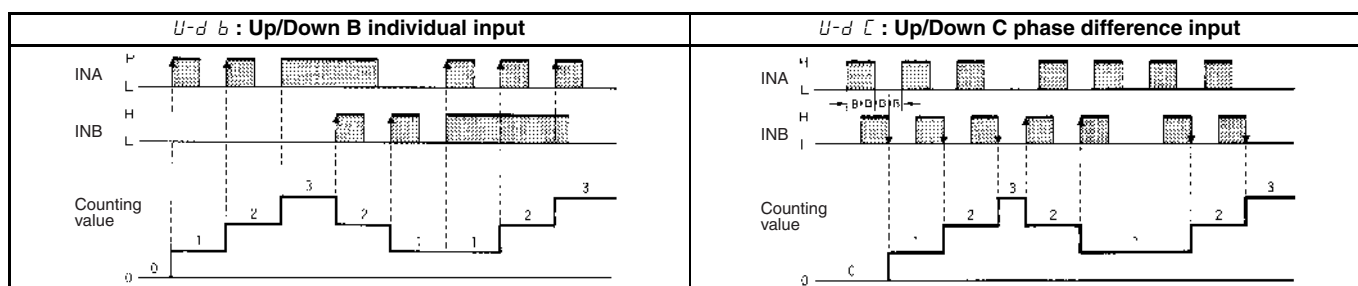 U-d b : Up/Down B individual input
U-d C : Up/Down C phase difference input
INA
H
L
INB
H
L
Counting
value
0
0
1
2
3
2
1
2
3
INA
H
L
INB
H
Counting
value
0
2
3
2
2
3